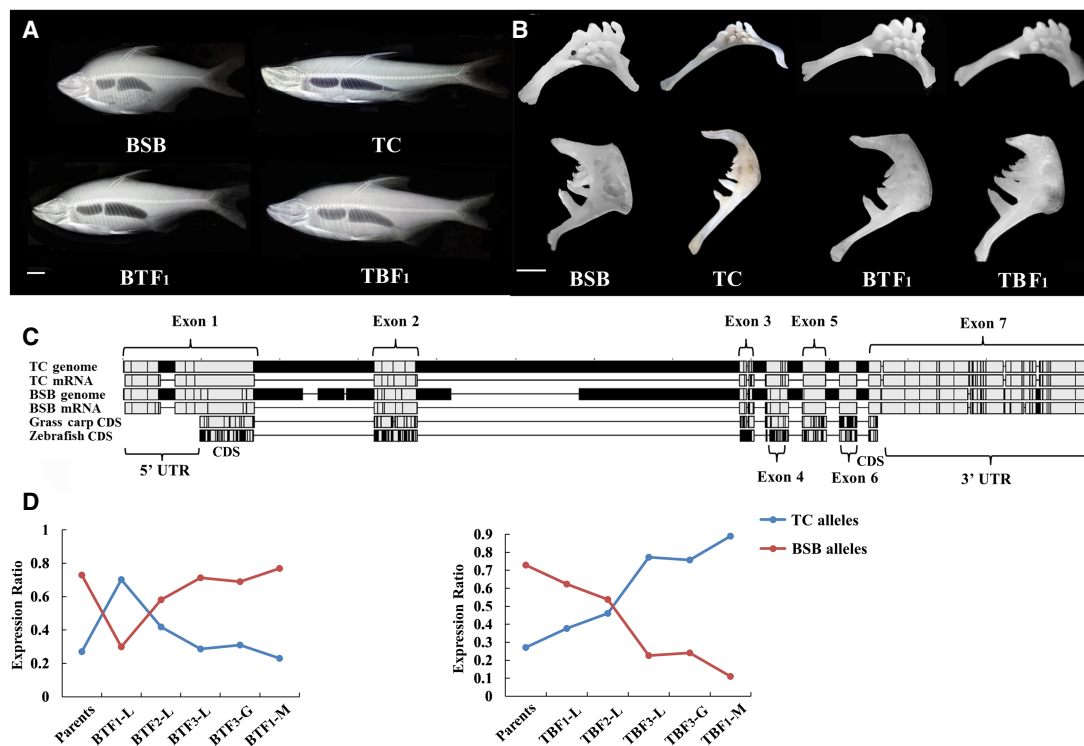 A
BSB
TC
BTF1
TBF1
B
BSB
TC
BTF1
TBF1
C
Exon 1
Exon 2
Exon 3
Exon 5
Exon 7
TC genome
TC mRNA
BSB genome
BSB mRNA
Grass carp CDS
Zebrafish CDS
5' UTR
CDS
Exon 4
Exon 6
CDS
3' UTR
D
Expression Ratio
1
0.8
0.6
0.4
0.2
0
Parents
BTF1-L
BTF2-L
BTF3-L
BTF3-G
BTF1-M
Expression Ratio
0.9
0.8
0.7
0.6
0.5
0.4
0.3
0.2
0.1
0
Parents
TBF1-L
TBF2-L
TBF3-L
TBF3-G
TBF1-M
TC alleles
BSB alleles